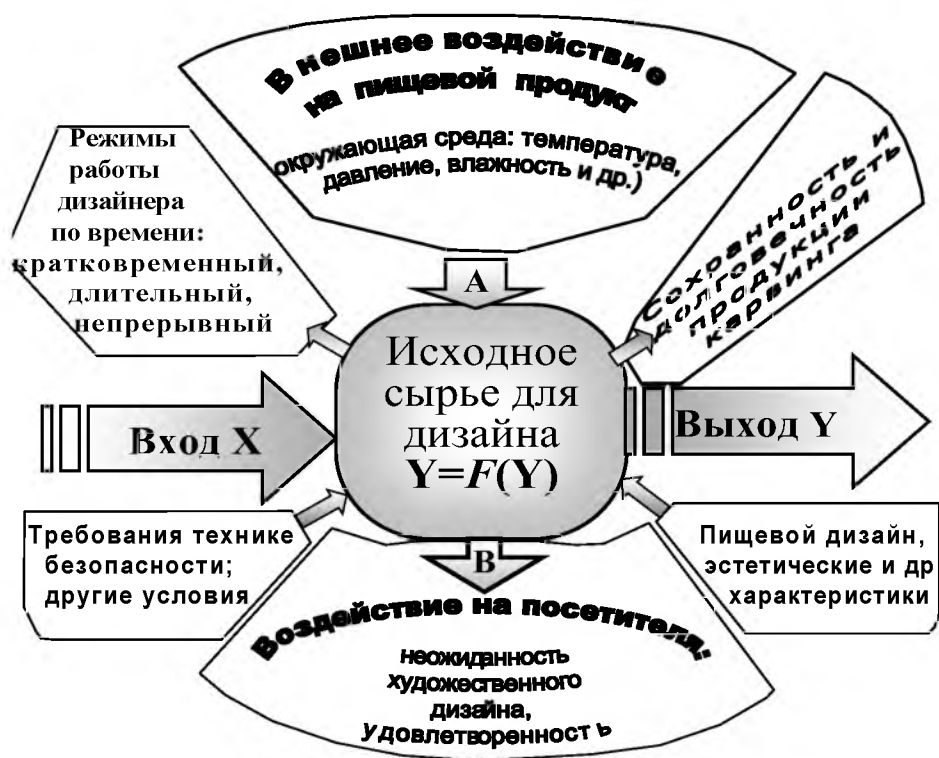 Внешнее воздействие
на пищевой продукт
окружающая среда: температура,
давление, влажность и др.)
Режимы
работы
дизайнера
по времени:
кратковременный,
длительный,
непрерывный
Сохранность и
долговечность
продукции
карвинга
А
Исходное
сырье для
дизайна
Y=F(Y)
Вход X
Выход Y
Требования технике
безопасности;
другие условия
В
Пищевой дизайн,
эстетические и др
характеристики
Воздействие на посетителя:
неожиданность
художественного
дизайна,
удовлетворенность